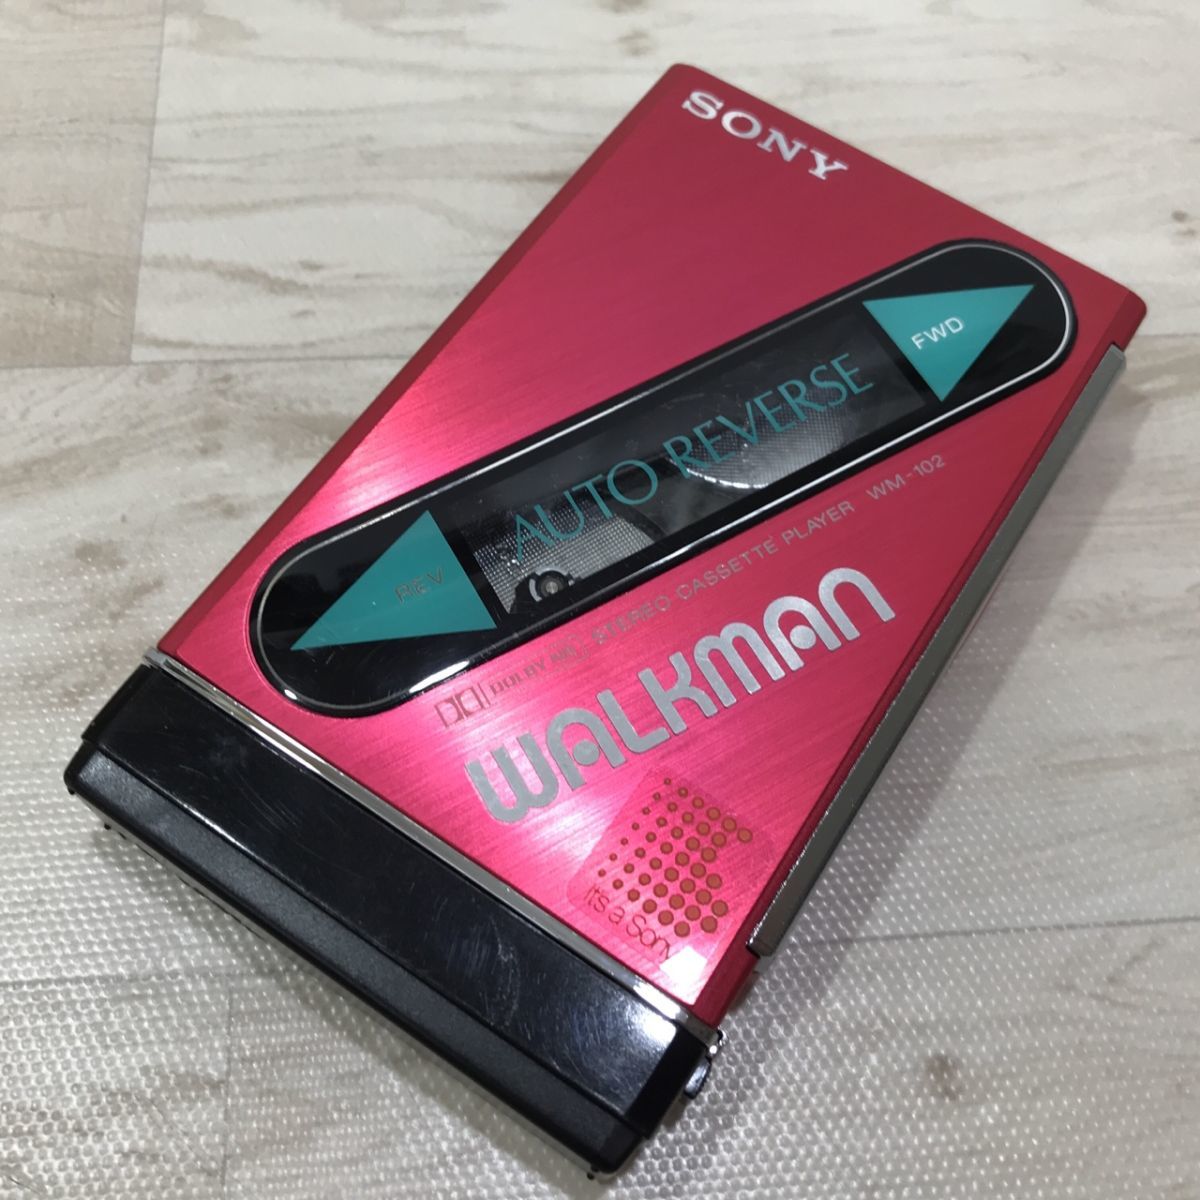 SONY
FWD
AUTO REVERSE
REV
DOLBY NR STEREO CASSETTE PLAYER WM-102
WALKMAN
It's a Sony